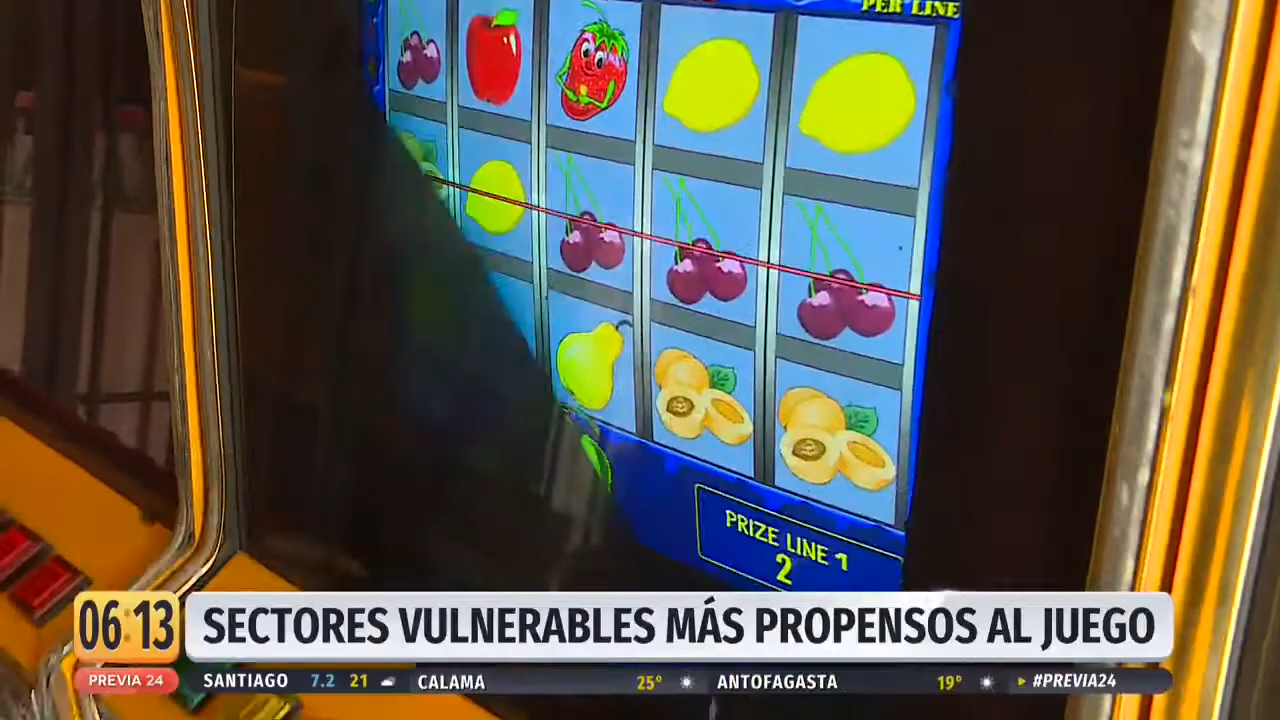 PER LINE
PRIZE LINE 1
2
06:13
SECTORES VULNERABLES MÁS PROPENSOS AL JUEGO
PREVIA 24
SANTIAGO 7.2 21 CALAMA 25° ANTOFAGASTA 19° #PREVIA24